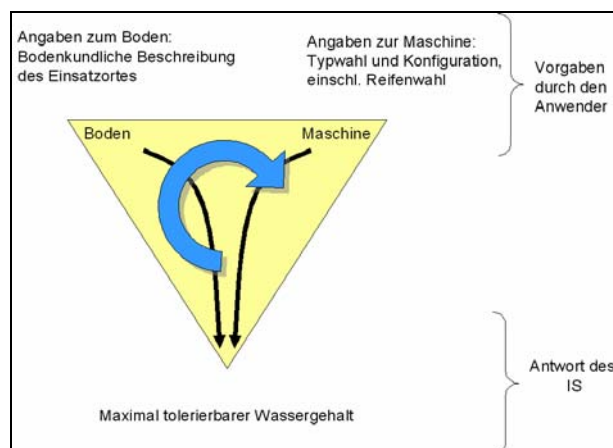 Angaben zum Boden:
Bodenkundliche Beschreibung
des Einsatzortes
Angaben zur Maschine:
Typwahl und Konfiguration,
einschl. Reifenwahl
Vorgaben
durch den
Anwender
Boden
Maschine
Antwort des
IS
Maximal tolerierbarer Wassergehalt